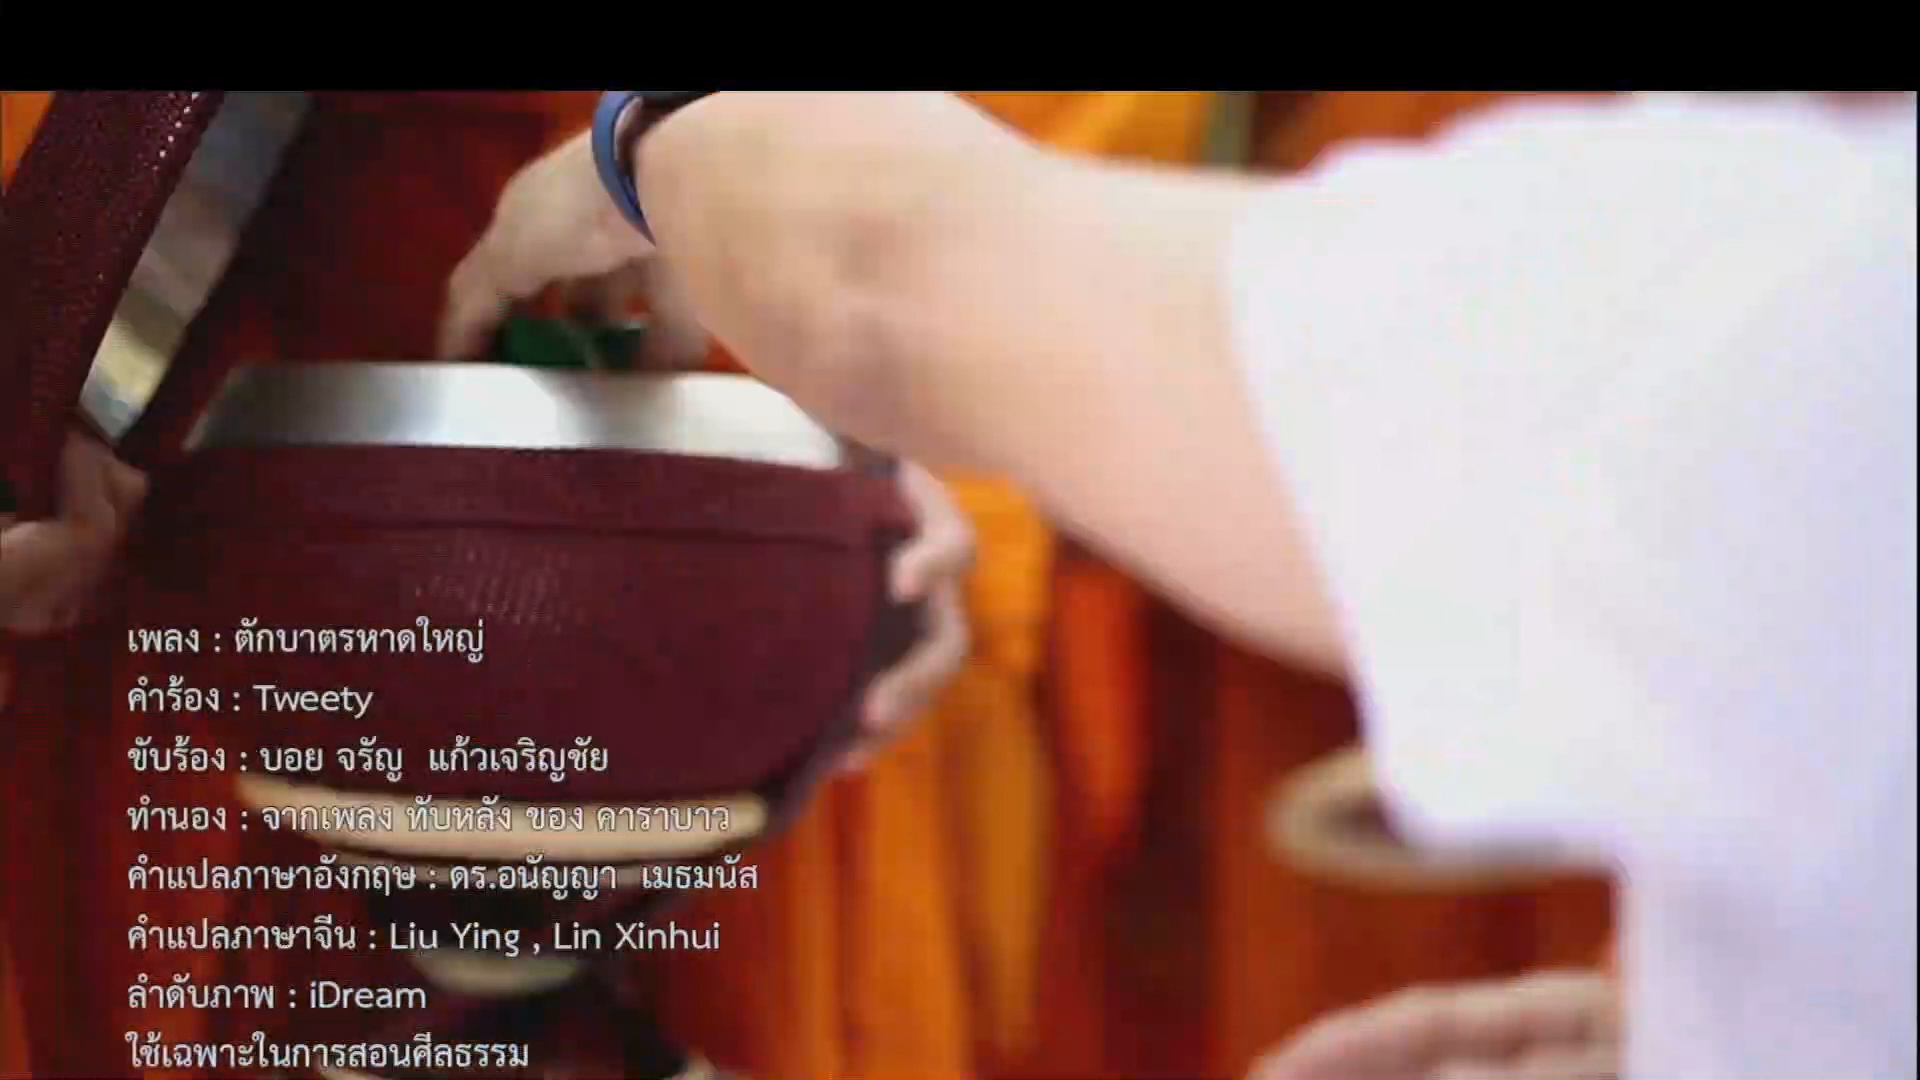 เพลง : ตักบาตรหาดใหญ่
คำร้อง : Tweety
ขับร้อง : บอย จรัญ แก้วเจริญชัย
ทำนอง : จากเพลง ทับหลัง ของ คาราบาว
คำแปลภาษาอังกฤษ : ดร.อนัญญา เมธมนัส
คำแปลภาษาจีน : Liu Ying , Lin Xinhui
ลำดับภาพ : iDream
ใช้เฉพาะในการสอนศีลธรรม